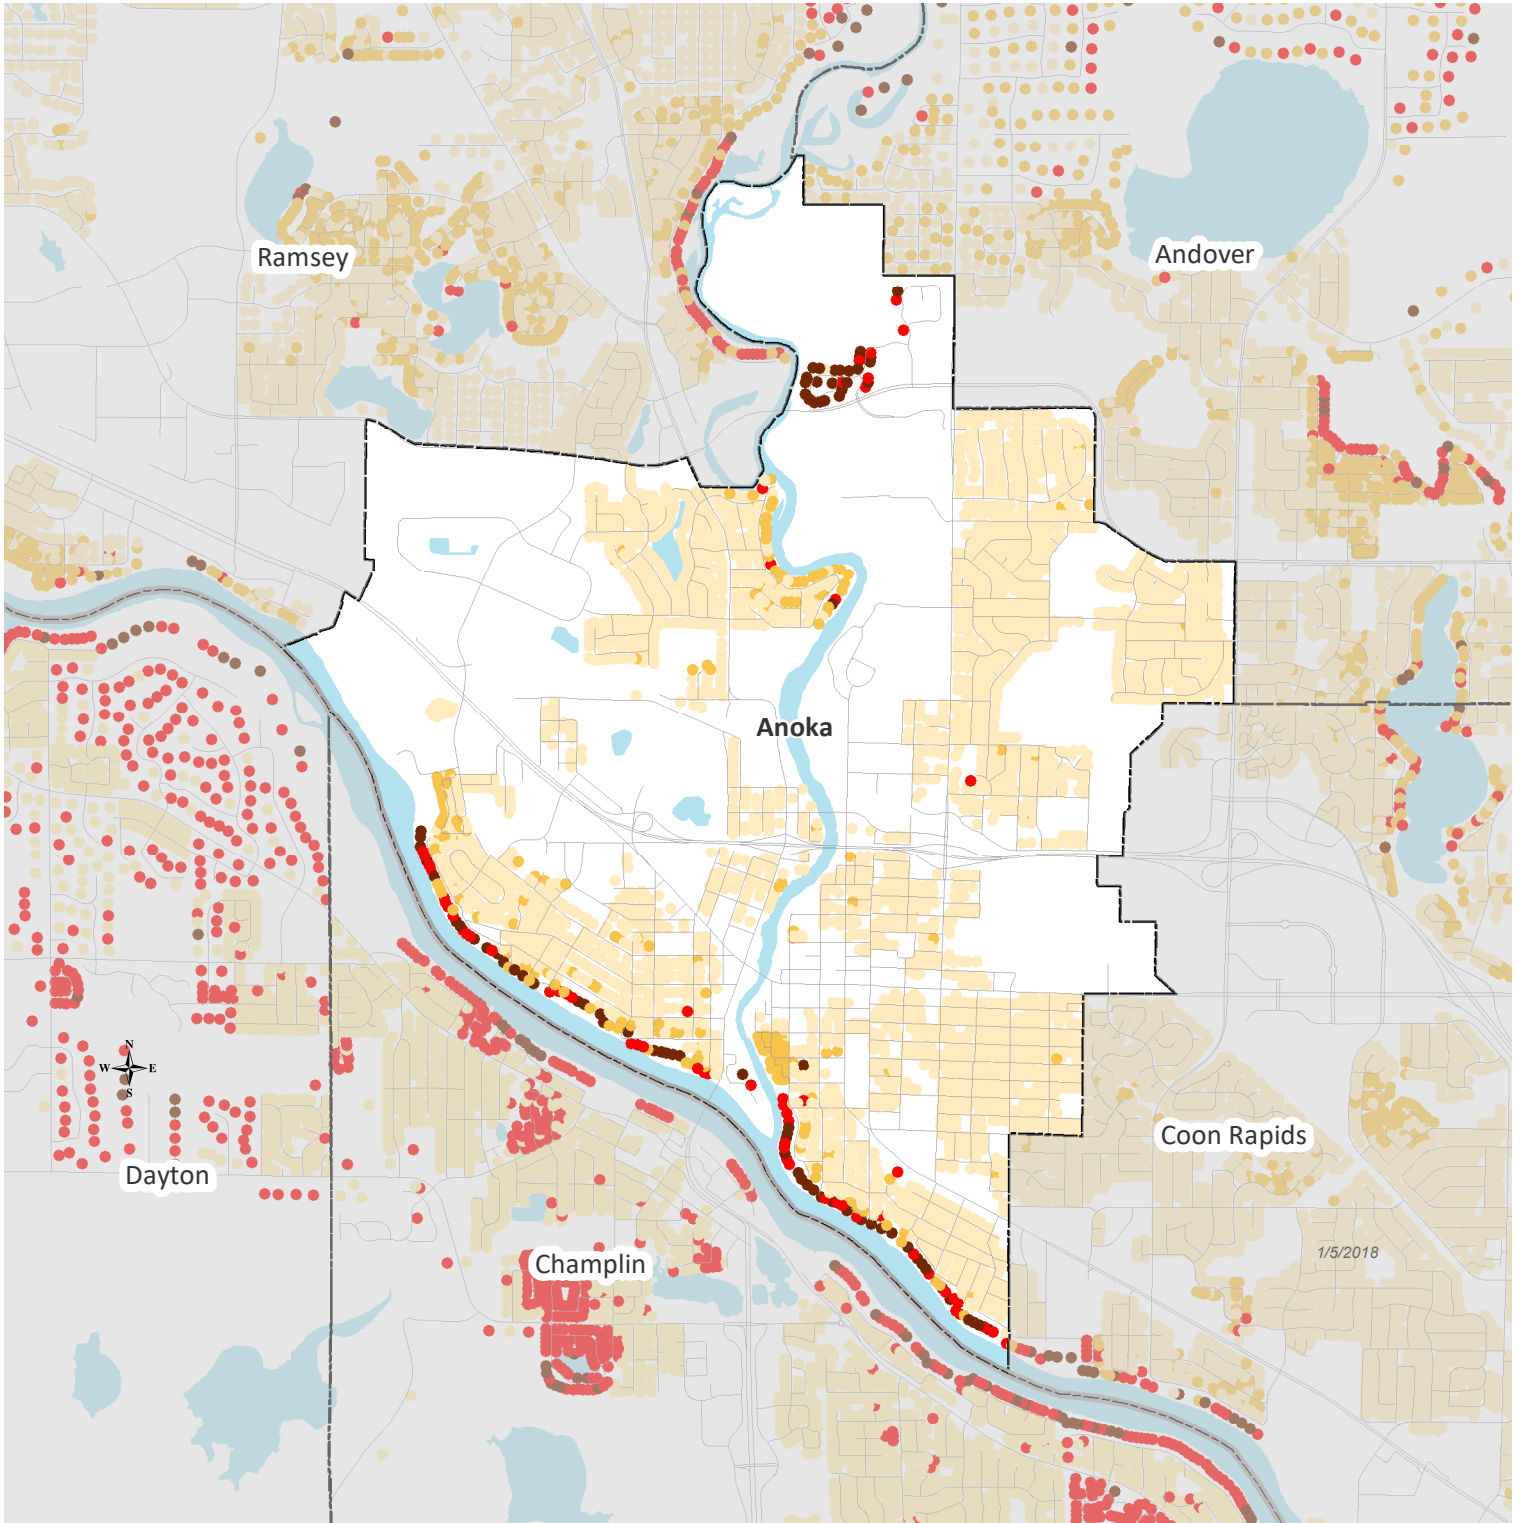 Ramsey
Andover
Anoka
N
W E
S
Coon Rapids
Dayton
1/5/2018
Champlin